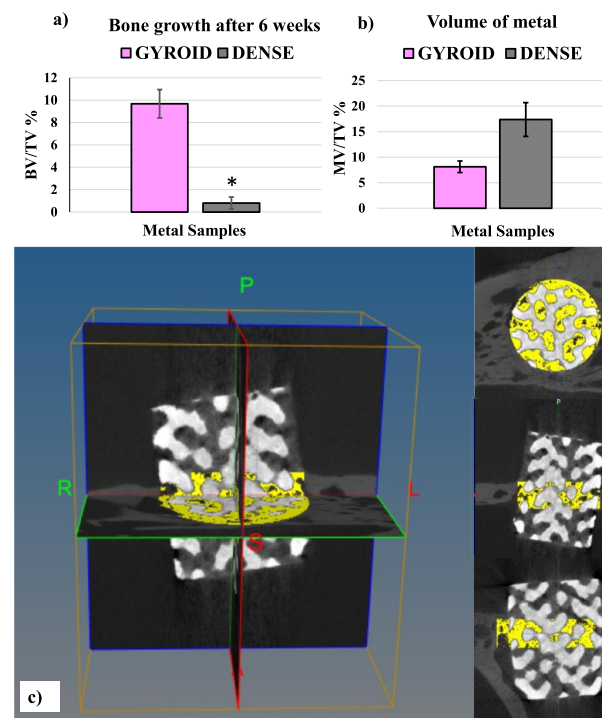 a)
Bone growth after 6 weeks
GYROID DENSE
12
10
8
6
4
2
0
BV/TV %
*
Metal Samples
b)
Volume of metal
GYROID DENSE
25
20
15
10
5
0
MV/TV %
Metal Samples
P
R
L
S
A
P
c)